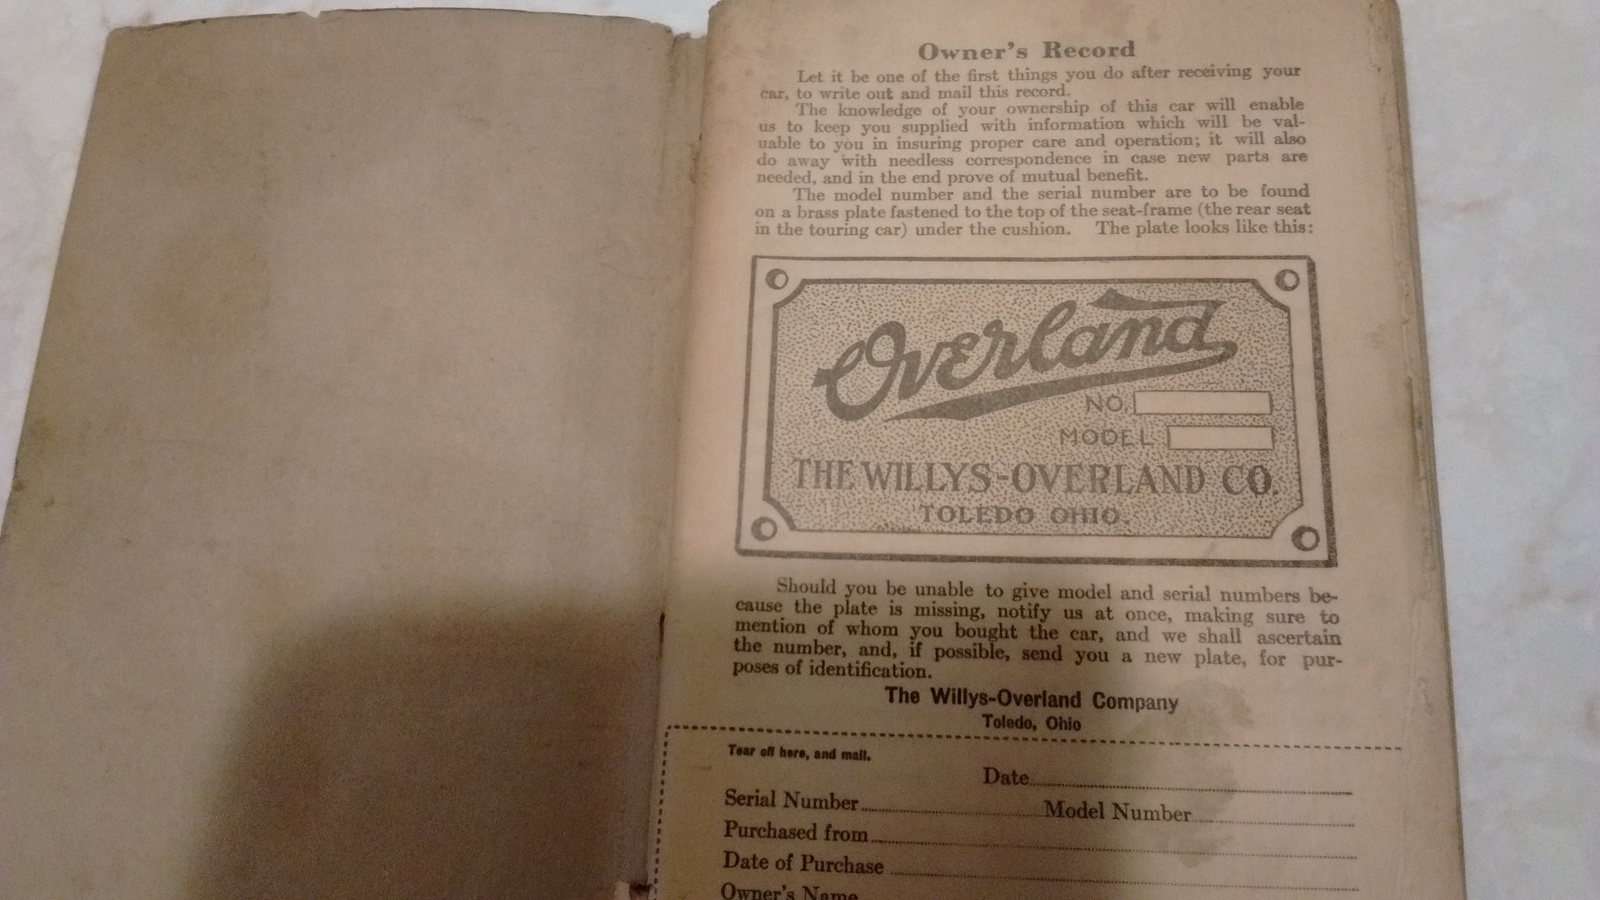 Owner's Record
Let it be one of the first things you do after receiving your
car, to write out and mail this record.
The knowledge of your ownership of this car will enable
us to keep you supplied with information which will be val-
uable to you in insuring proper care and operation; it will also
do away with needless correspondence in case new parts are
needed, and in the end prove of mutual benefit.
The model number and the serial number are to be found
on a brass plate fastened to the top of the seat-frame (the rear seat
in the touring car) under the cushion. The plate looks like this:
Overland
NO.
MODEL
THE WILLYS-OVERLAND CO.
TOLEDO OHIO.
Should you be unable to give model and serial numbers be-
cause the plate is missing, notify us at once, making sure to
mention of whom you bought the car, and we shall ascertain
the number, and, if possible, send you a new plate, for pur-
poses of identification.
The Willys-Overland Company
Toledo, Ohio
Tear off here, and mail.
Date
Serial Number Model Number
Purchased from
Date of Purchase
Owner's Name